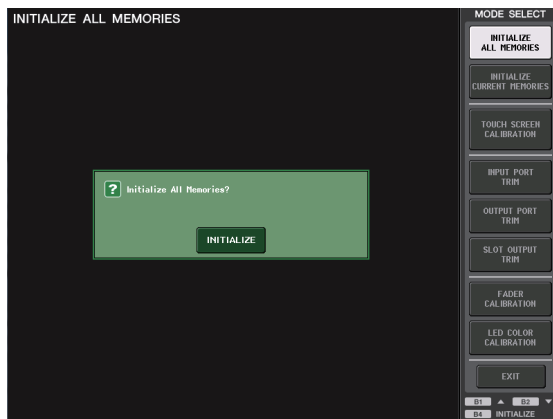 INITIALIZE ALL MEMORIES
? Initialize All Memories?
INITIALIZE
MODE SELECT
INITIALIZE
ALL MEMORIES
INITIALIZE
CURRENT MEMORIES
TOUCH SCREEN
CALIBRATION
INPUT PORT
TRIM
OUTPUT PORT
TRIM
SLOT OUTPUT
TRIM
FADER
CALIBRATION
LED COLOR
CALIBRATION
EXIT
B1 ▲ B2 ▼
B4 INITIALIZE